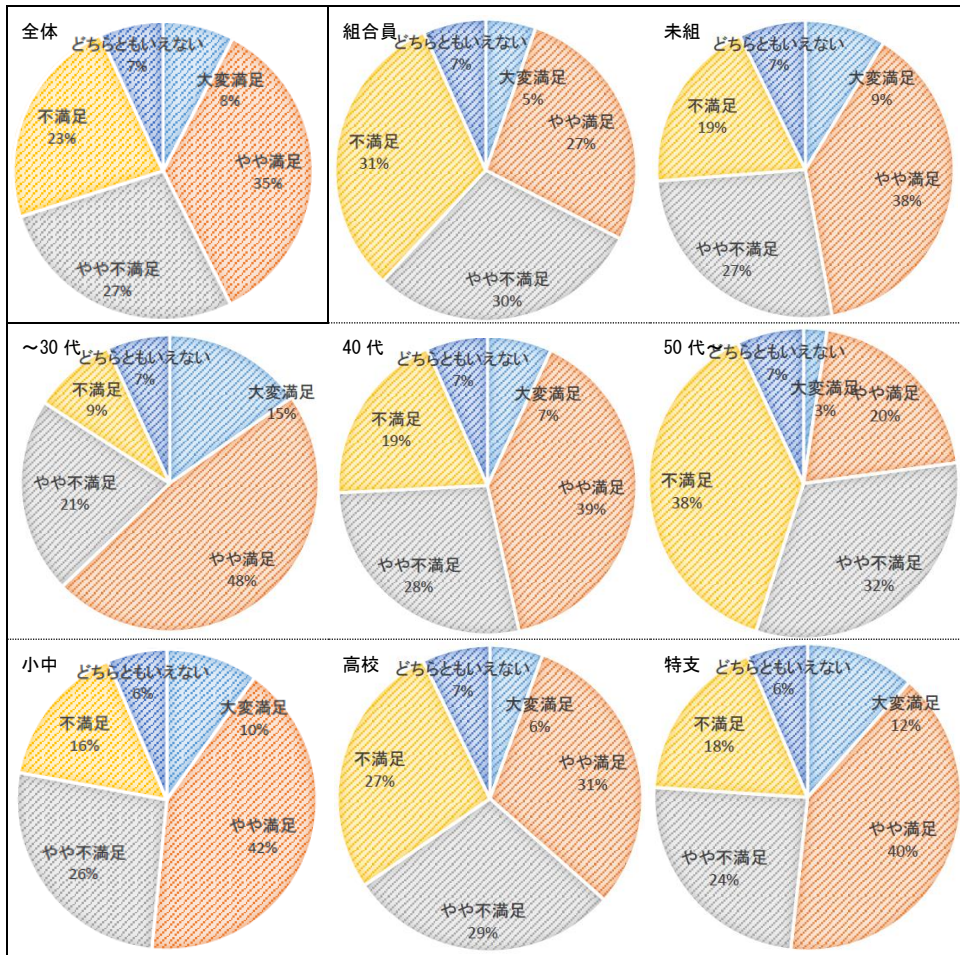 全体
どちらともいえない
7%
大変満足
8%
やや満足
35%
やや不満足
27%
不満足
23%
組合員
どちらともいえない
7%
大変満足
5%
やや満足
27%
やや不満足
30%
不満足
31%
未組
どちらともいえない
7%
大変満足
9%
やや満足
38%
やや不満足
27%
不満足
19%
～30 代
どちらともいえない
7%
大変満足
15%
やや満足
48%
やや不満足
21%
不満足
9%
40 代
どちらともいえない
7%
大変満足
7%
やや満足
39%
やや不満足
28%
不満足
19%
50 代～
どちらともいえない
7%
大変満足
3%
やや満足
20%
やや不満足
32%
不満足
38%
小中
どちらともいえない
6%
大変満足
10%
やや満足
42%
やや不満足
26%
不満足
16%
高校
どちらともいえない
7%
大変満足
6%
やや満足
31%
やや不満足
29%
不満足
27%
特支
どちらともいえない
6%
大変満足
12%
やや満足
40%
やや不満足
24%
不満足
18%